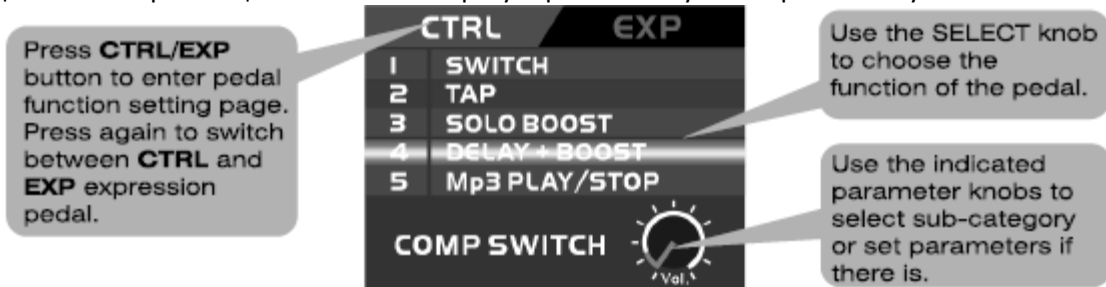 Press CTRL/EXP
button to enter pedal
function setting page.
Press again to switch
between CTRL and
EXP expression
pedal.
CTRL EXP
1 SWITCH
2 TAP
3 SOLO BOOST
4 DELAY + BOOST
5 Mp3 PLAY/STOP
COMP SWITCH
Vol.
Use the SELECT knob
to choose the
function of the pedal.
Use the indicated
parameter knobs to
select sub-category
or set parameters if
there is.